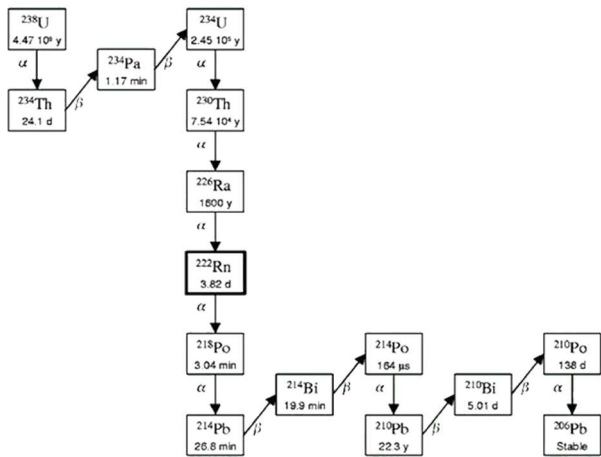 ²³⁸U
4.47 10⁹ y
α
²³⁴Th
24.1 d
β
²³⁴Pa
1.17 min
β
²³⁴U
2.45 10⁵ y
α
²³⁰Th
7.54 10⁴ y
α
²²⁶Ra
1600 y
α
²²²Rn
3.82 d
α
²¹⁸Po
3.04 min
α
²¹⁴Pb
26.8 min
β
²¹⁴Bi
19.9 min
β
²¹⁴Po
164 µs
α
²¹⁰Pb
22.3 y
β
²¹⁰Bi
5.01 d
β
²¹⁰Po
138 d
α
²⁰⁶Pb
Stable